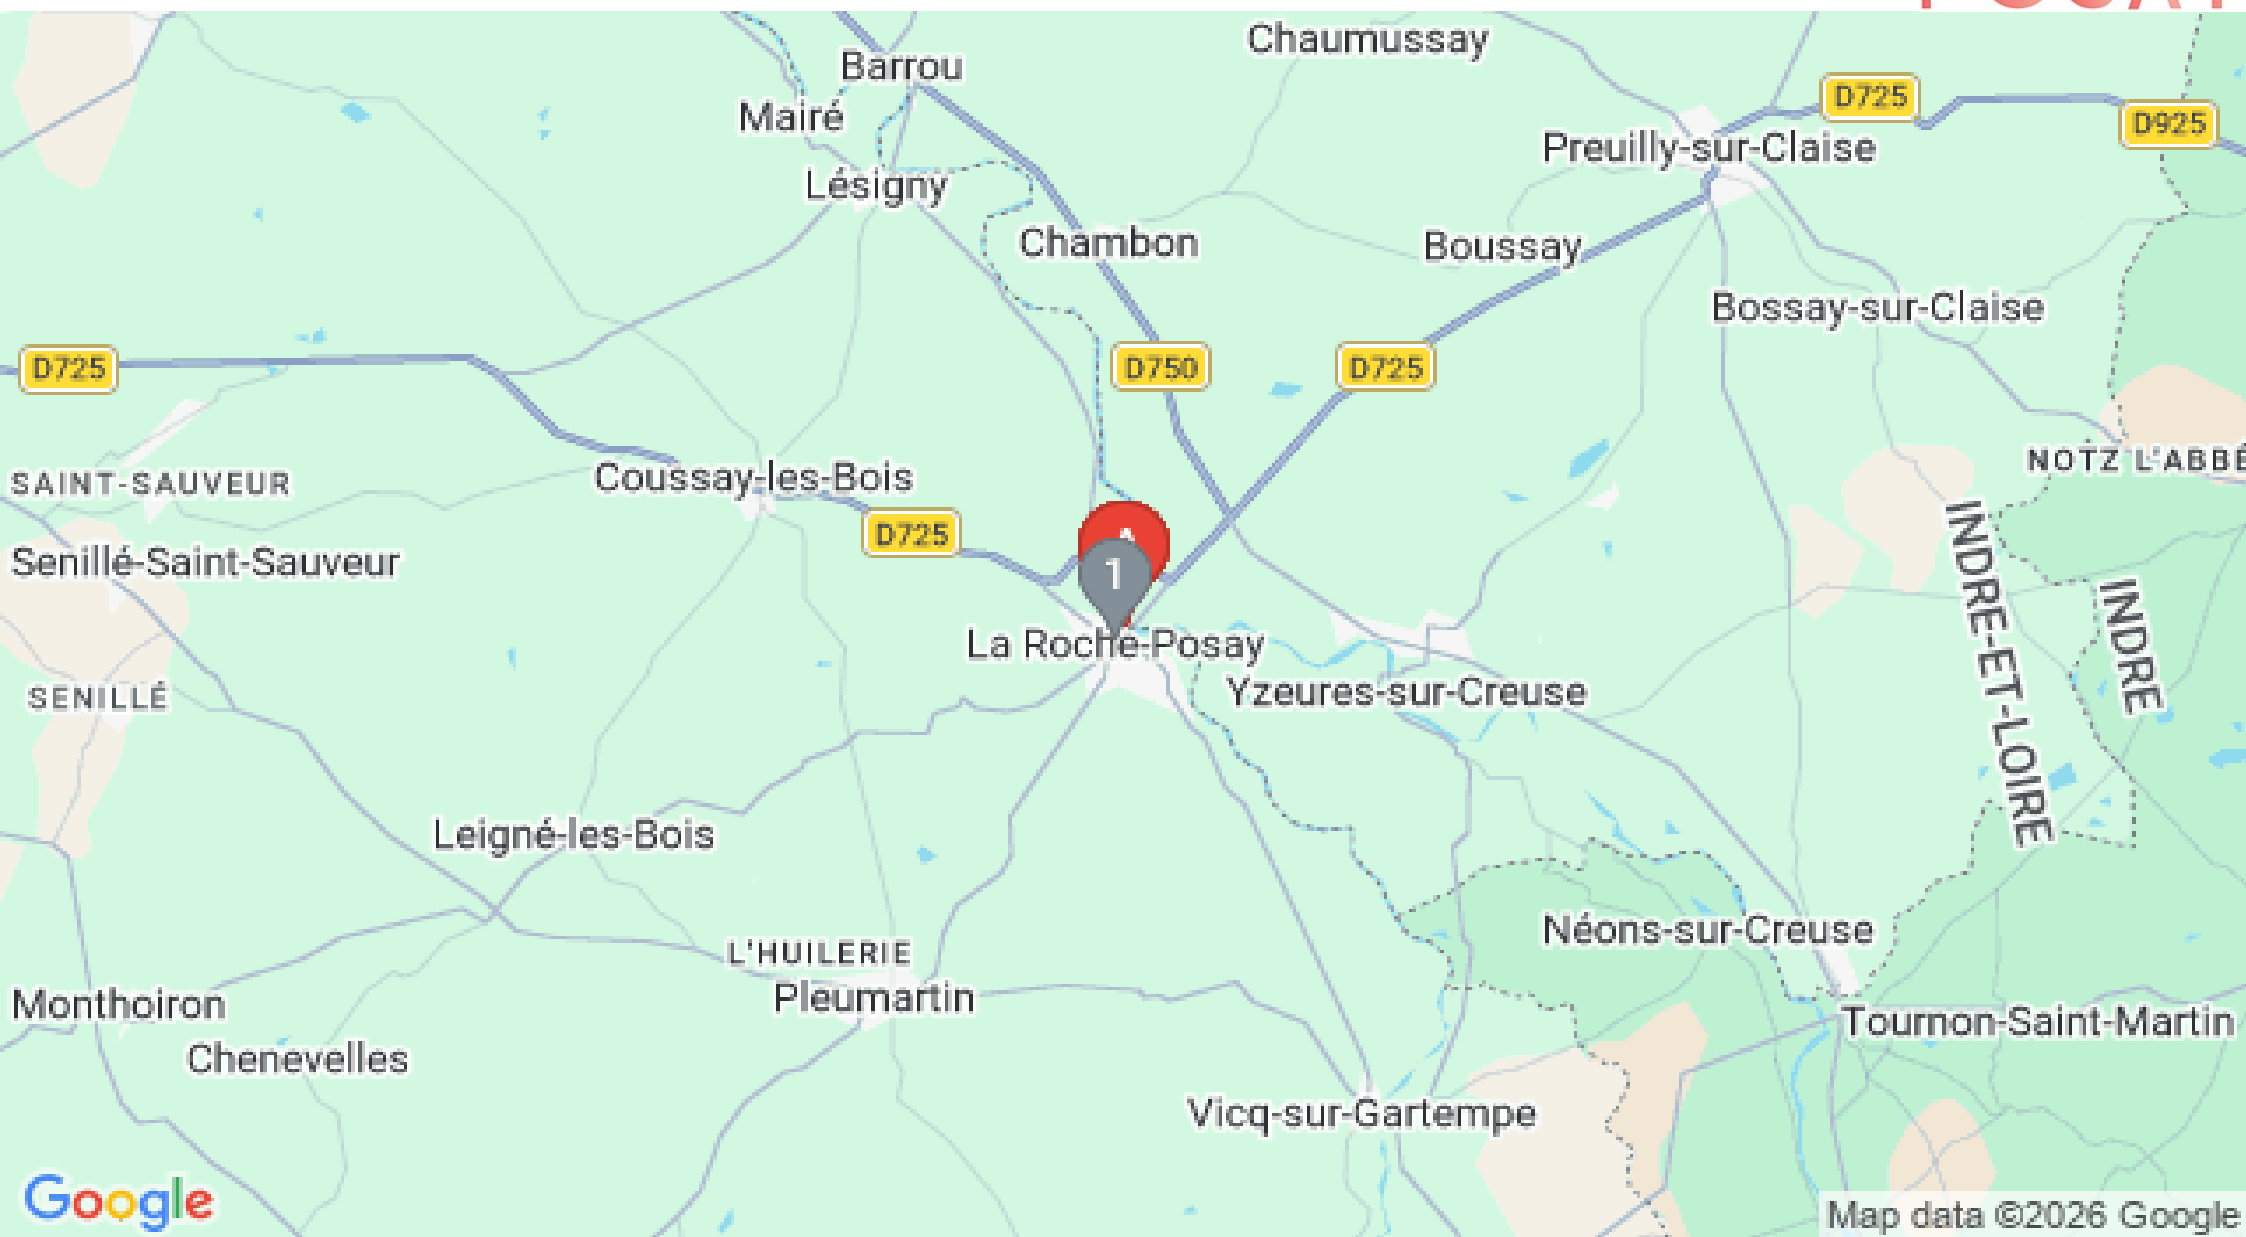 Chaumussay
Barrou
D725
Mairé
D925
Preuilly-sur-Claise
Lésigny
Chambon
Boussay
Bossay-sur-Claise
D725
D750
D725
NOTZ L'ABBÉ
Coussay-les-Bois
SAINT-SAUVEUR
D725
Senillé-Saint-Sauveur
1
INDRE-ET-LOIRE
INDRE
La Roche-Posay
Yzeures-sur-Creuse
SENILLÉ
Leigné-les-Bois
Néons-sur-Creuse
L'HUILERIE
Pleumartin
Monthoiron
Tournon-Saint-Martin
Chenevelles
Vicq-sur-Gartempe
Google
Map data ©2026 Google